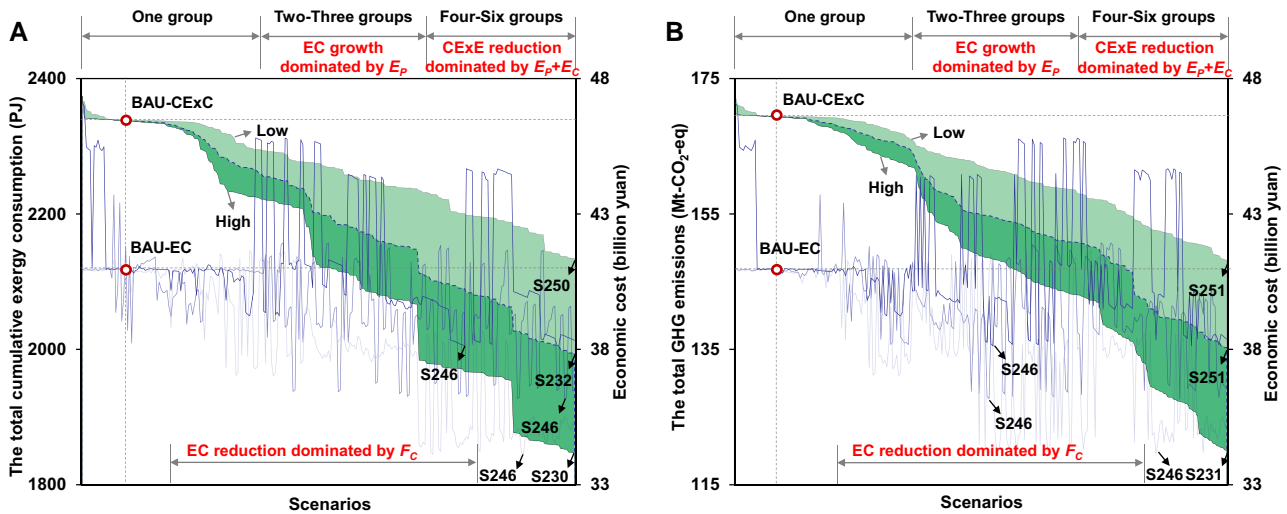 One group
Two-Three groups
Four-Six groups
A
EC growth
dominated by EP
CExE reduction
dominated by EP+EC
The total cumulative exergy consumption (PJ)
2400
2300
2200
2100
2000
1900
1800
BAU-CExC
Low
High
BAU-EC
S250
S246
S232
S246
S246
S230
EC reduction dominated by FC
48
43
38
33
Economic cost (billion yuan)
Scenarios
One group
Two-Three groups
Four-Six groups
B
EC growth
dominated by EP
CExE reduction
dominated by EP+EC
The total GHG emissions (Mt-CO2-eq)
175
155
135
115
BAU-CExC
Low
High
BAU-EC
S251
S246
S251
S246
S246
S231
EC reduction dominated by FC
48
43
38
33
Economic cost (billion yuan)
Scenarios